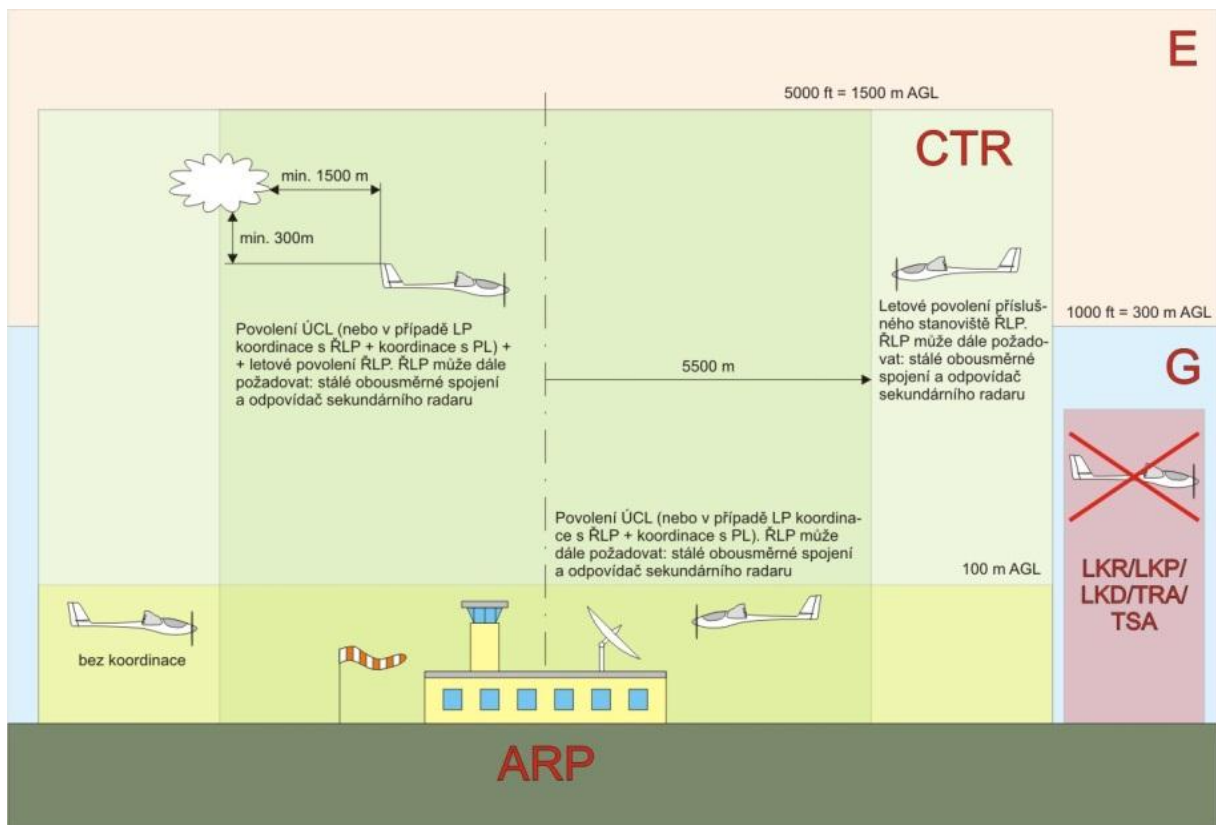 E
5000 ft = 1500 m AGL
CTR
min. 1500 m
min. 300m
Povolení ÚCL (nebo v případě LP
koordinace s ŘLP + koordinace s PL) +
+ letové povolení ŘLP. ŘLP může dále
požadovat: stálé obousměrné spojení
a odpovídač sekundárního radaru
5500 m
Letové povolení přísluš-
ného stanoviště ŘLP.
ŘLP může dále požado-
vat: stálé obousměrné
spojení a odpovídač
sekundárního radaru
1000 ft = 300 m AGL
G
Povolení ÚCL (nebo v případě LP koordina-
ce s ŘLP + koordinace s PL). ŘLP může
dále požadovat: stálé obousměrné spojení
a odpovídač sekundárního radaru
100 m AGL
LKR/LKP/
LKD/TRA/
TSA
bez koordinace
ARP